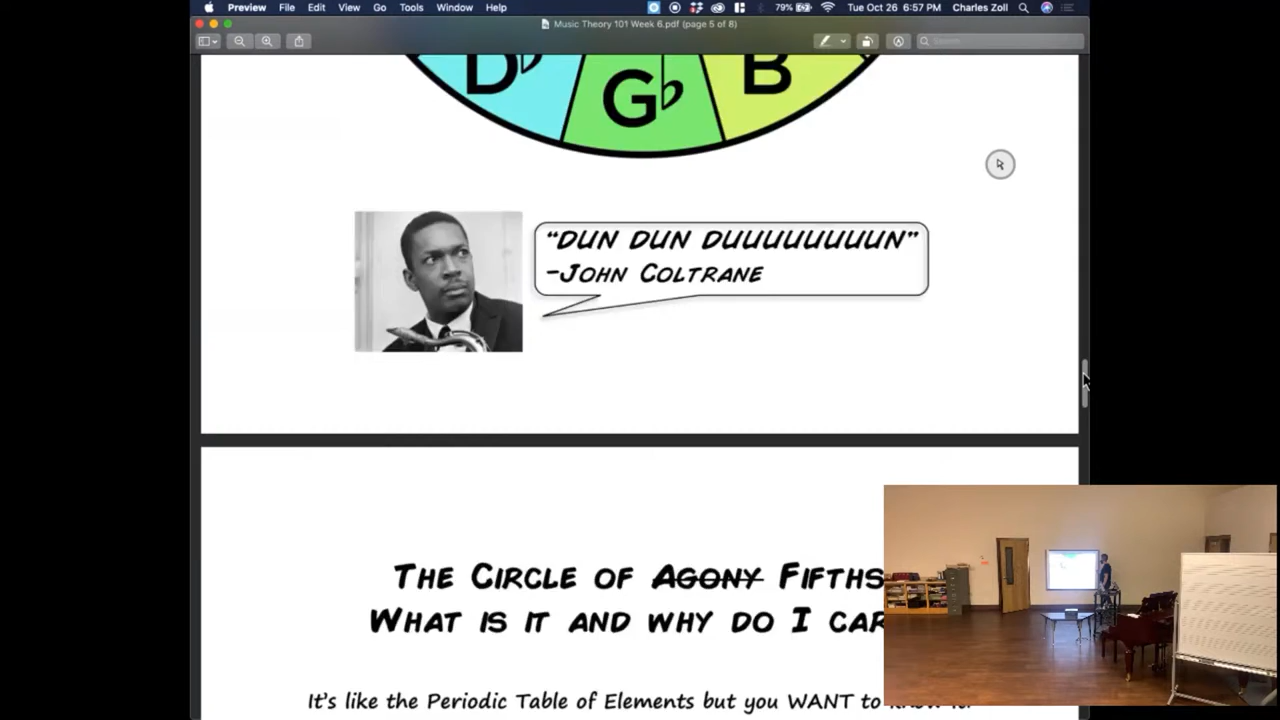 Preview File Edit View Go Tools Window Help 79% Tue Oct 26 6:57 PM Charles Zoll
Music Theory 101 Week 6.pdf (page 5 of 8)
Search
D♭ G♭ B
“DUN DUN DUUUUUUUUN”
-JOHN COLTRANE
THE CIRCLE OF AGONY FIFTHS
WHAT IS IT AND WHY DO I CAR
It's like the Periodic Table of Elements but you WANT to